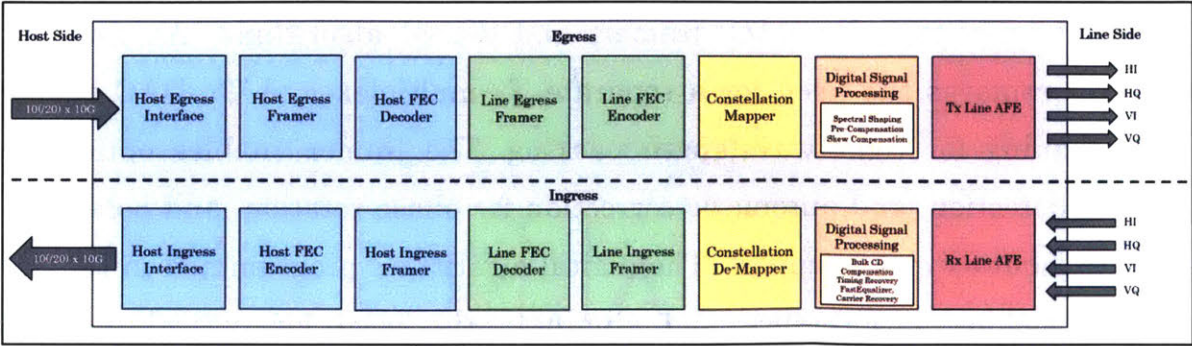 Host Side
Egress
Line Side
10(/20) x 10G
Host Egress
Interface
Host Egress
Framer
Host FEC
Decoder
Line Egress
Framer
Line FEC
Encoder
Constellation
Mapper
Digital Signal
Processing
Spectral Shaping
Pre Compensation
Skew Compensation
Tx Line AFE
HI
HQ
VI
VQ
Ingress
10(/20) x 10G
Host Ingress
Interface
Host FEC
Encoder
Host Ingress
Framer
Line FEC
Decoder
Line Ingress
Framer
Constellation
De-Mapper
Digital Signal
Processing
Bulk CD
Compensation
Timing Recovery
FastEqualizer,
Carrier Recovery
Rx Line AFE
HI
HQ
VI
VQ